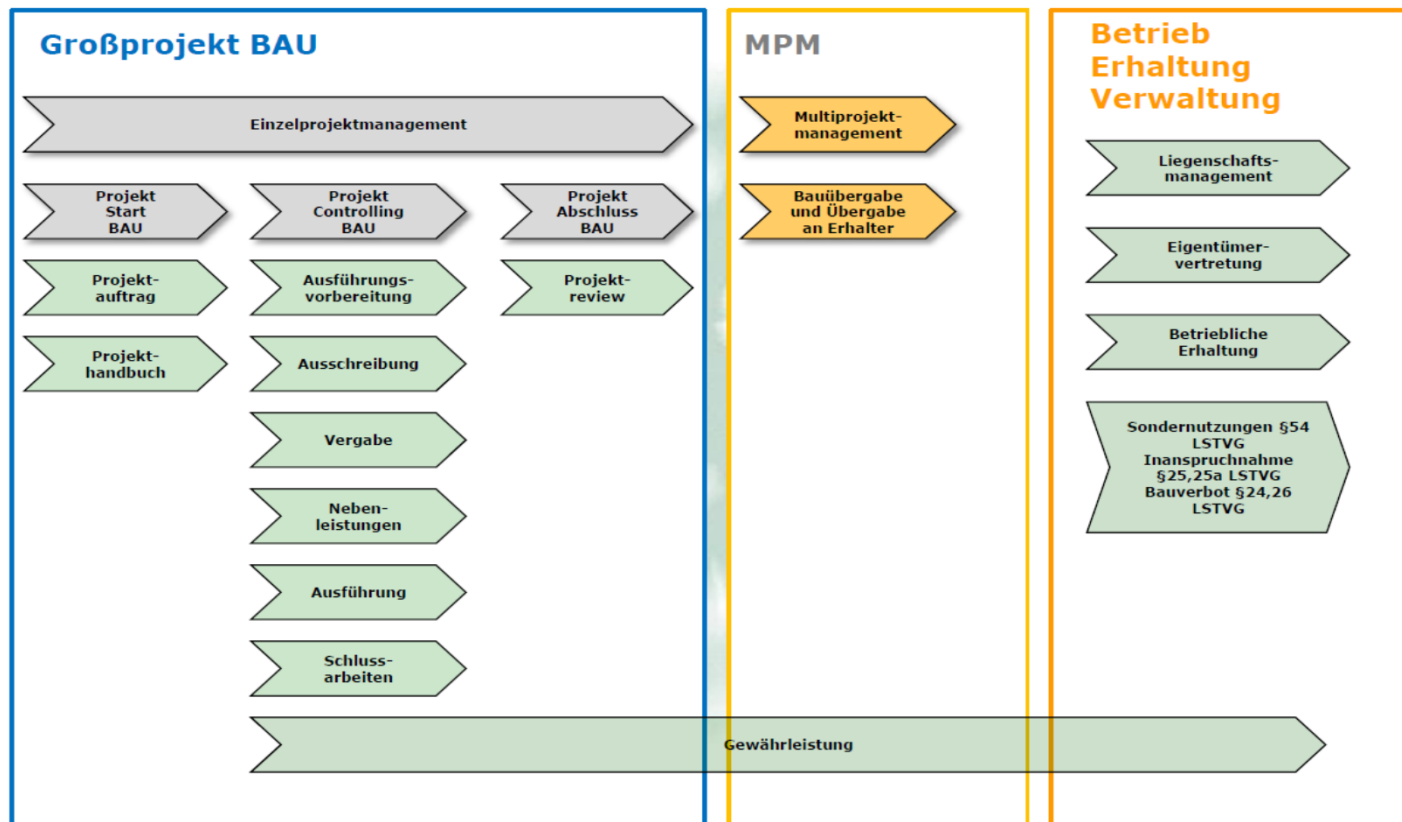 Großprojekt BAU
Einzelprojektmanagement
Projekt
Start
BAU
Projekt
Controlling
BAU
Projekt
Abschluss
BAU
Projekt-
auftrag
Ausführungs-
vorbereitung
Projekt-
review
Projekt-
handbuch
Ausschreibung
Vergabe
Neben-
leistungen
Ausführung
Schluss-
arbeiten
Gewährleistung
MPM
Multiprojekt-
management
Bauübergabe
und Übergabe
an Erhalter
Betrieb
Erhaltung
Verwaltung
Liegenschafts-
management
Eigentümer-
vertretung
Betriebliche
Erhaltung
Sondernutzungen §54
LSTVG
Inanspruchnahme
§25,25a LSTVG
Bauverbot §24,26
LSTVG